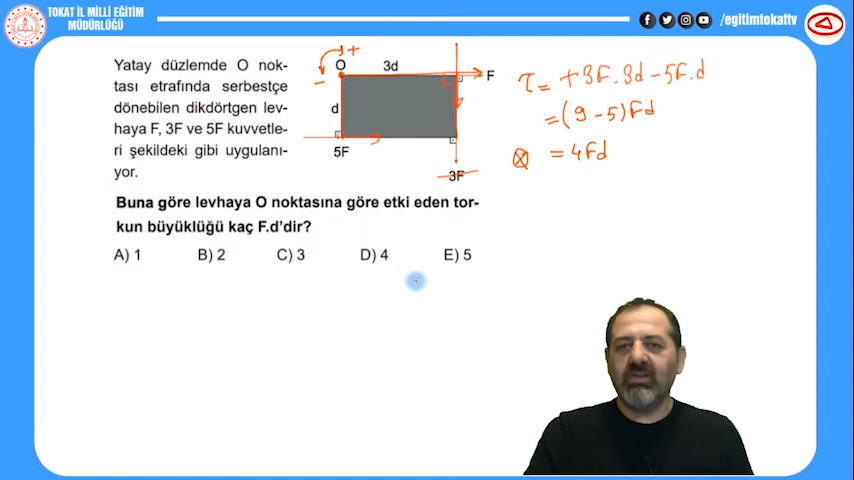 TOKAT İL MİLLİ EĞİTİM
MÜDÜRLÜĞÜ
/egitimtokattv
Yatay düzlemde O nok-
tası etrafında serbestçe
dönebilen dikdörtgen lev-
haya F, 3F ve 5F kuvvetle-
ri şekildeki gibi uygulanı-
yor.
+
O
3d
F
-
d
5F
3F
τ = +3F.3d-5F.d
=(9-5)Fd
⊗ = 4Fd
Buna göre levhaya O noktasına göre etki eden tor-
kun büyüklüğü kaç F.d'dir?
A) 1 B) 2 C) 3 D) 4 E) 5